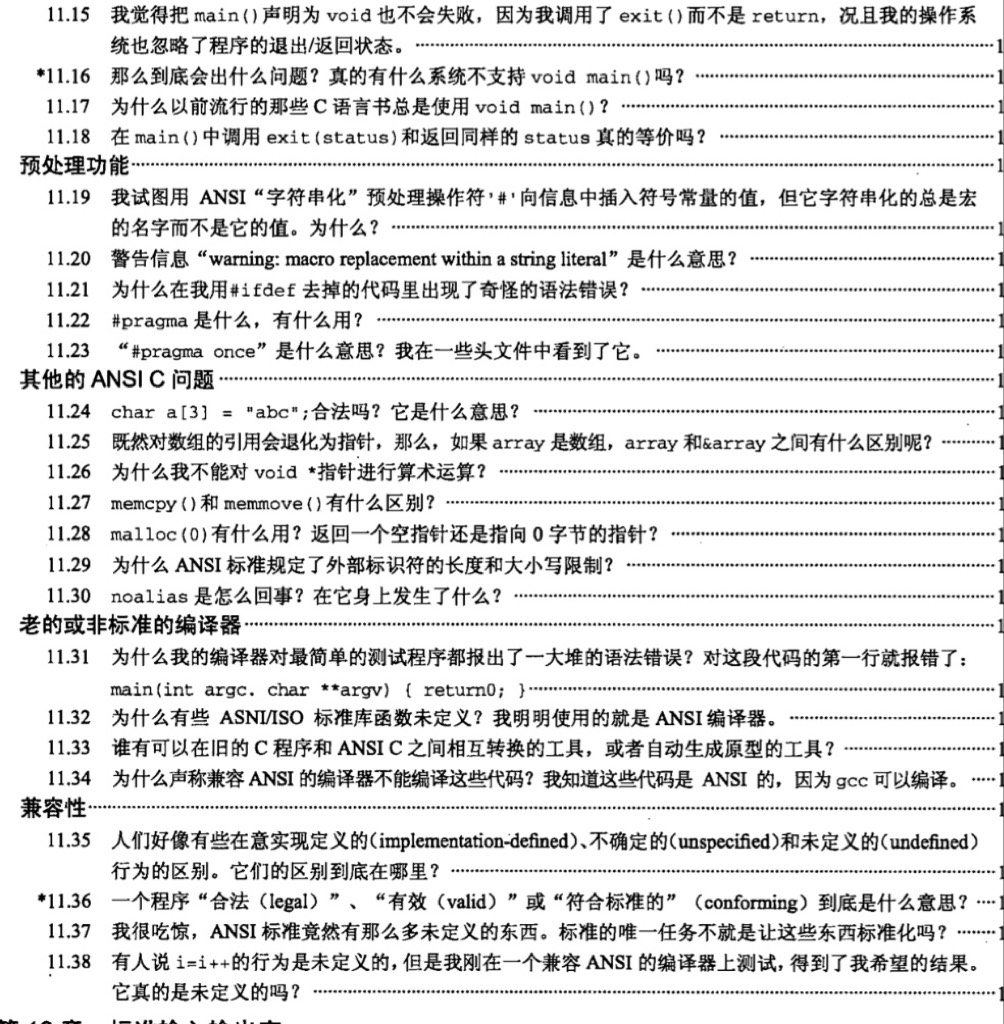 11.15 我觉得把 main()声明为 void 也不会失败，因为我调用了 exit()而不是 return，况且我的操作系
统也忽略了程序的退出/返回状态。 1
*11.16 那么到底会出什么问题？真的有什么系统不支持 void main()吗？ 1
11.17 为什么以前流行的那些 C 语言书总是使用 void main()？ 1
11.18 在 main()中调用 exit(status)和返回同样的 status 真的等价吗？ 1
预处理功能 1
11.19 我试图用 ANSI“字符串化”预处理操作符'#'向信息中插入符号常量的值，但它字符串化的总是宏
的名字而不是它的值。为什么？ 1
11.20 警告信息“warning: macro replacement within a string literal”是什么意思？ 1
11.21 为什么在我用#ifdef 去掉的代码里出现了奇怪的语法错误？ 1
11.22 #pragma 是什么，有什么用？ 1
11.23 “#pragma once”是什么意思？我在一些头文件中看到了它。 1
其他的 ANSI C 问题 1
11.24 char a[3] = "abc";合法吗？它是什么意思？ 1
11.25 既然对数组的引用会退化为指针，那么，如果 array 是数组，array 和&array 之间有什么区别呢？ 1
11.26 为什么我不能对 void *指针进行算术运算？ 1
11.27 memcpy()和 memmove()有什么区别？ 1
11.28 malloc(0)有什么用？返回一个空指针还是指向 0 字节的指针？ 1
11.29 为什么 ANSI 标准规定了外部标识符的长度和大小写限制？ 1
11.30 noalias 是怎么回事？在它身上发生了什么？ 1
老的或非标准的编译器 1
11.31 为什么我的编译器对最简单的测试程序都报出了一大堆的语法错误？对这段代码的第一行就报错了：
main(int argc. char **argv) { return0; } 1
11.32 为什么有些 ASNI/ISO 标准库函数未定义？我明明使用的就是 ANSI 编译器。 1
11.33 谁有可以在旧的 C 程序和 ANSI C 之间相互转换的工具，或者自动生成原型的工具？ 1
11.34 为什么声称兼容 ANSI 的编译器不能编译这些代码？我知道这些代码是 ANSI 的，因为 gcc 可以编译。 1
兼容性 1
11.35 人们好像有些在意实现定义的(implementation-defined)、不确定的(unspecified)和未定义的(undefined)
行为的区别。它们的区别到底在哪里？ 1
*11.36 一个程序“合法（legal）”、“有效（valid）”或“符合标准的”（conforming）到底是什么意思？ 1
11.37 我很吃惊，ANSI 标准竟然有那么多未定义的东西。标准的唯一任务不就是让这些东西标准化吗？ 1
11.38 有人说 i=i++的行为是未定义的，但是我刚在一个兼容 ANSI 的编译器上测试，得到了我希望的结果。
它真的是未定义的吗？ 1